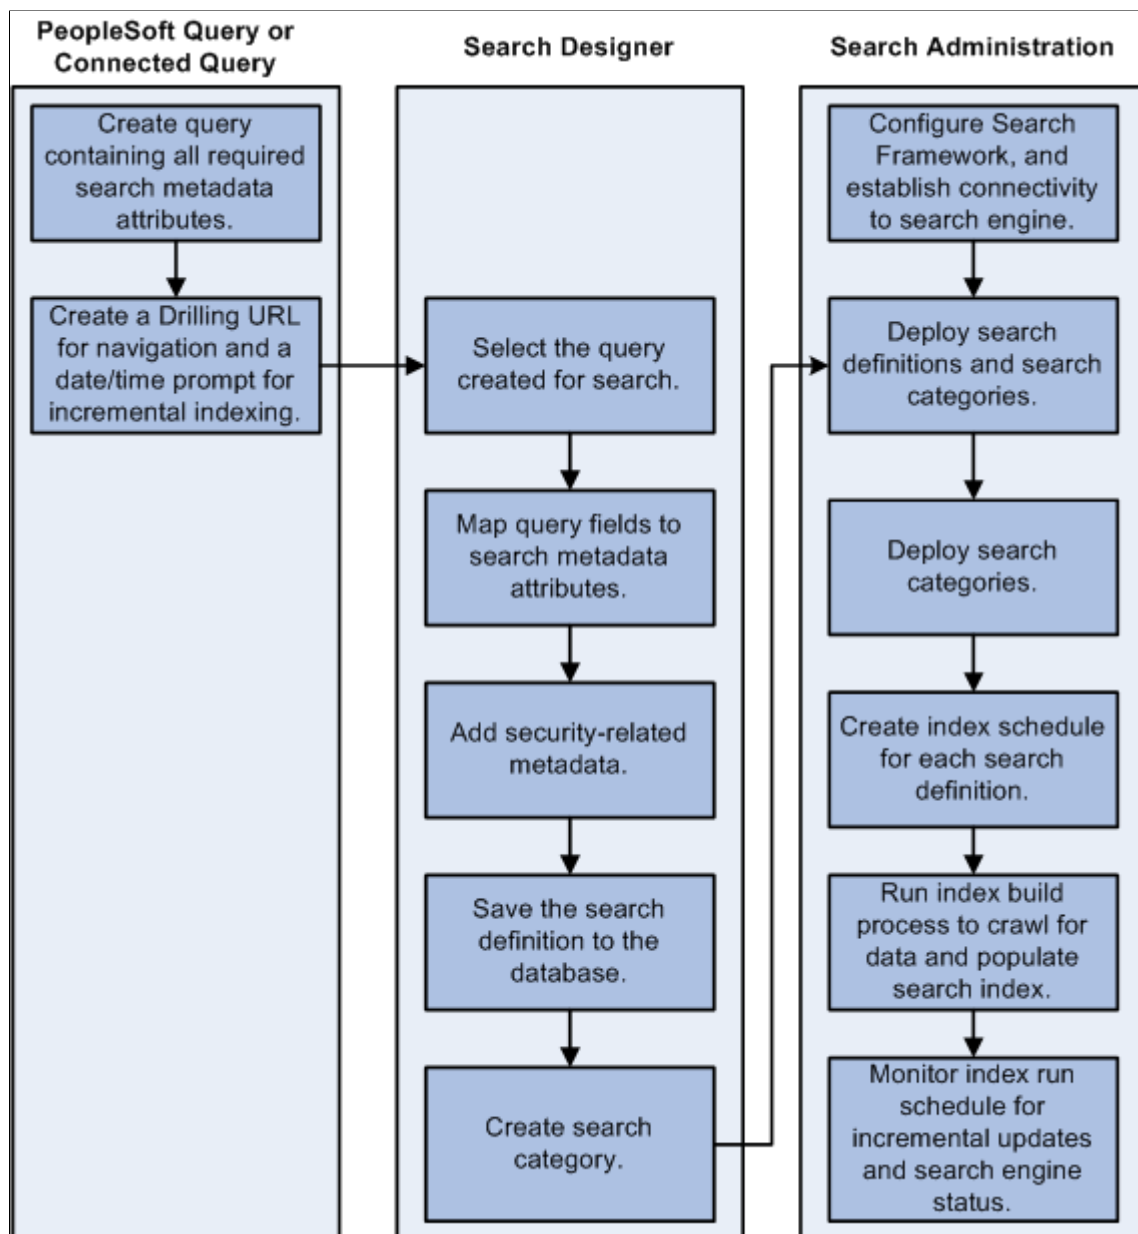 PeopleSoft Query or
Connected Query
Create query
containing all required
search metadata
attributes.
Create a Drilling URL
for navigation and a
date/time prompt for
incremental indexing.
Search Designer
Select the query
created for search.
Map query fields to
search metadata
attributes.
Add security-related
metadata.
Save the search
definition to the
database.
Create search
category.
Search Administration
Configure Search
Framework, and
establish connectivity
to search engine.
Deploy search
definitions and search
categories.
Deploy search
categories.
Create index schedule
for each search
definition.
Run index build
process to crawl for
data and populate
search index.
Monitor index run
schedule for
incremental updates
and search engine
status.